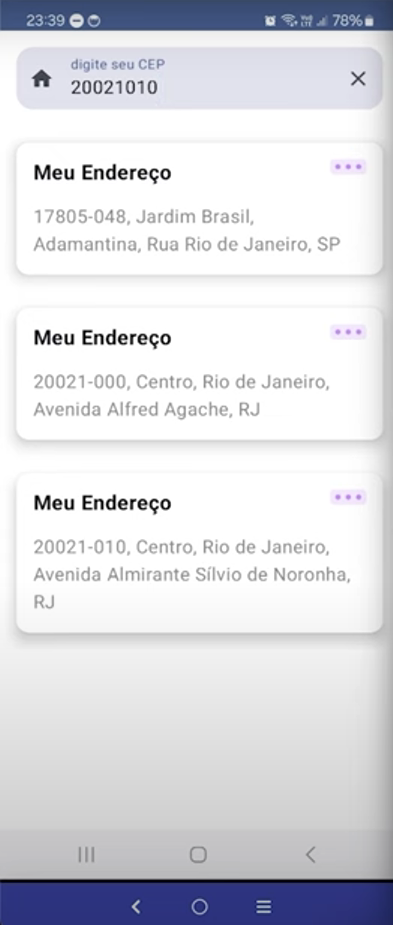 23:39 78%
digite seu CEP
20021010
Meu Endereço
17805-048, Jardim Brasil,
Adamantina, Rua Rio de Janeiro, SP
Meu Endereço
20021-000, Centro, Rio de Janeiro,
Avenida Alfred Agache, RJ
Meu Endereço
20021-010, Centro, Rio de Janeiro,
Avenida Almirante Sílvio de Noronha,
RJ